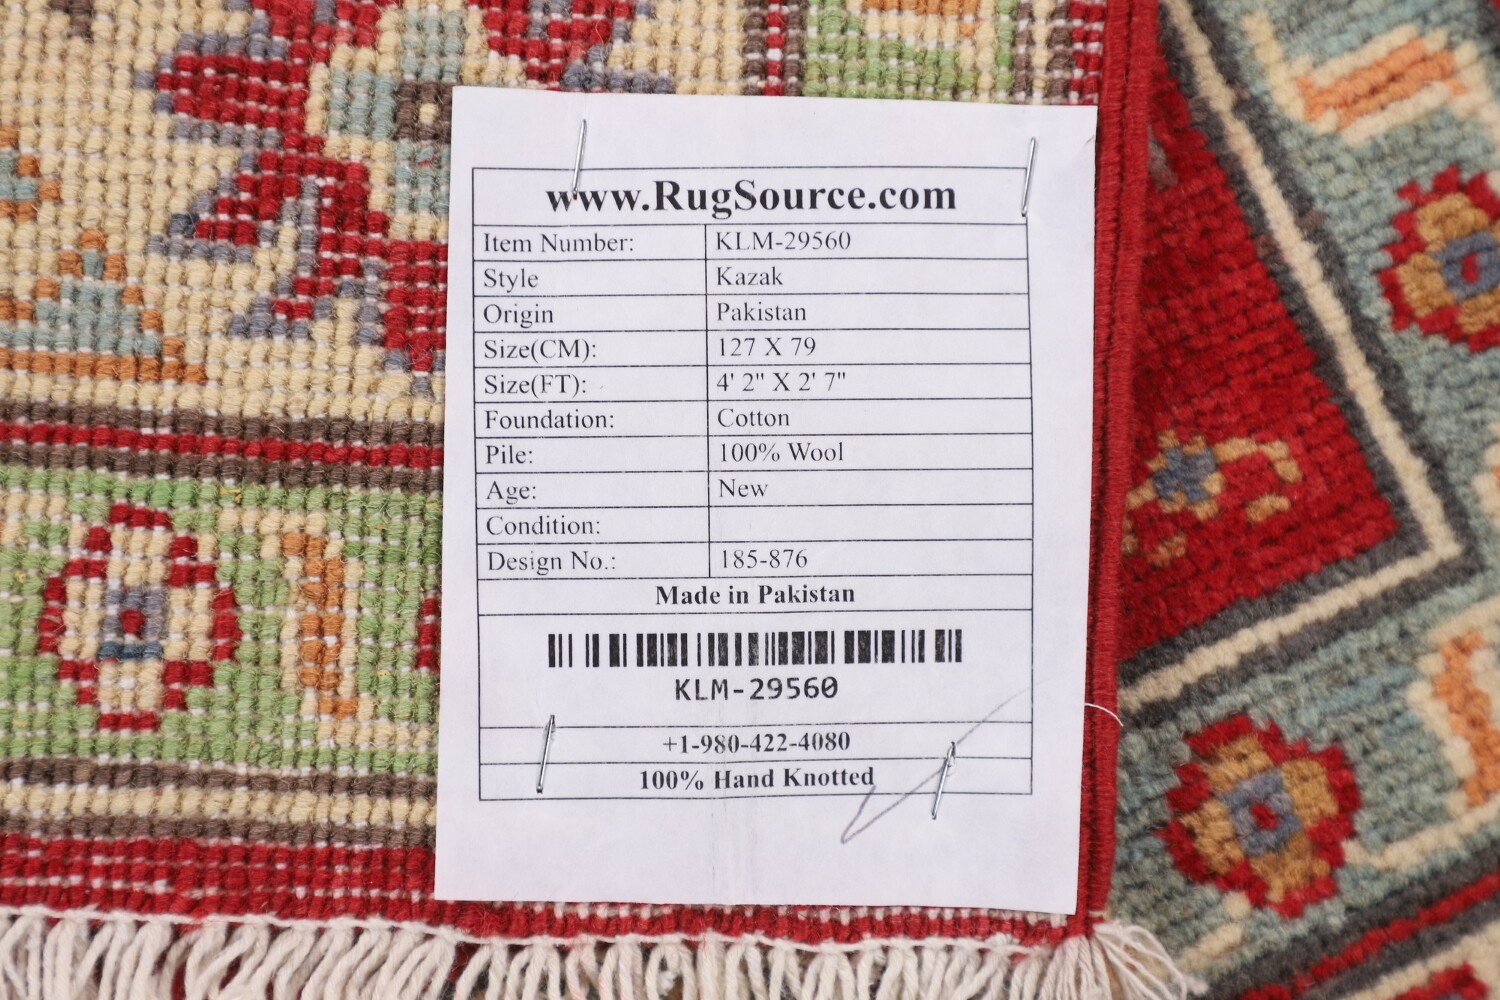 www.RugSource.com
Item Number: KLM-29560
Style Kazak
Origin Pakistan
Size(CM): 127 X 79
Size(FT): 4' 2" X 2' 7"
Foundation: Cotton
Pile: 100% Wool
Age: New
Condition:
Design No.: 185-876
Made in Pakistan
KLM-29560
+1-980-422-4080
100% Hand Knotted